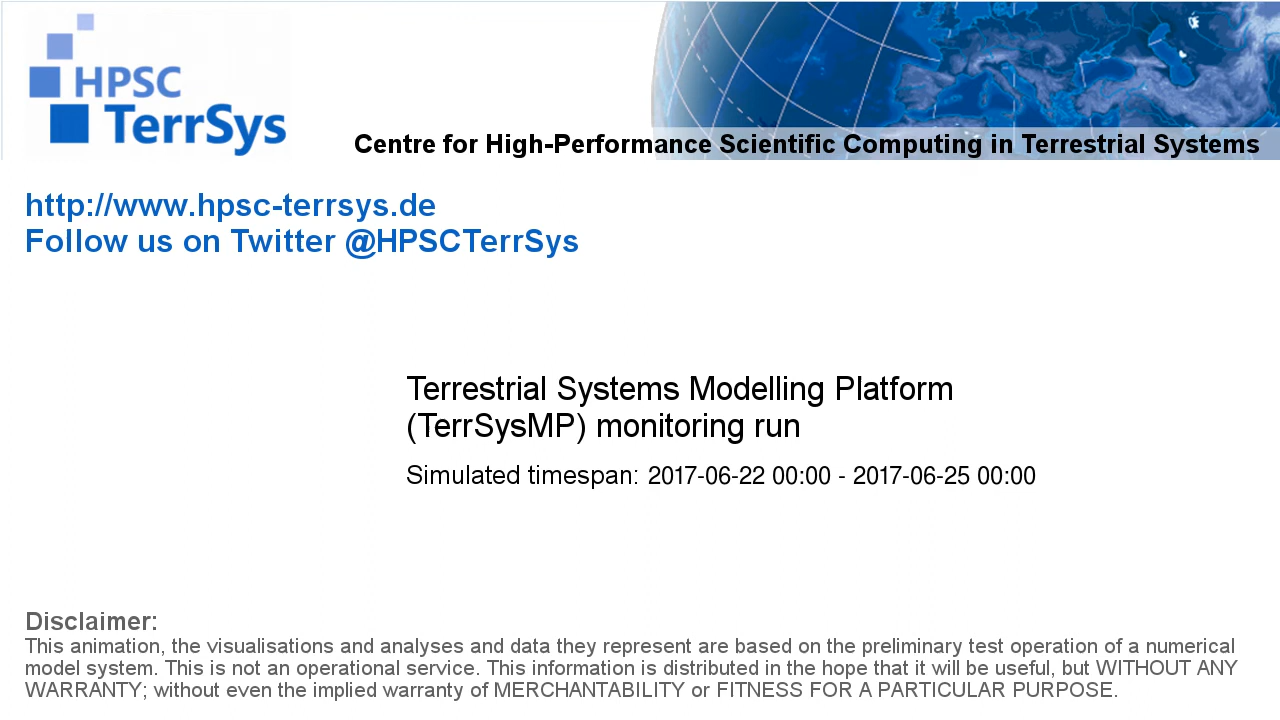 HPSC
TerrSys
Centre for High-Performance Scientific Computing in Terrestrial Systems
http://www.hpsc-terrsys.de
Follow us on Twitter @HPSCTerrSys
Terrestrial Systems Modelling Platform
(TerrSysMP) monitoring run
Simulated timespan: 2017-06-22 00:00 - 2017-06-25 00:00
Disclaimer:
This animation, the visualisations and analyses and data they represent are based on the preliminary test operation of a numerical
model system. This is not an operational service. This information is distributed in the hope that it will be useful, but WITHOUT ANY
WARRANTY; without even the implied warranty of MERCHANTABILITY or FITNESS FOR A PARTICULAR PURPOSE.